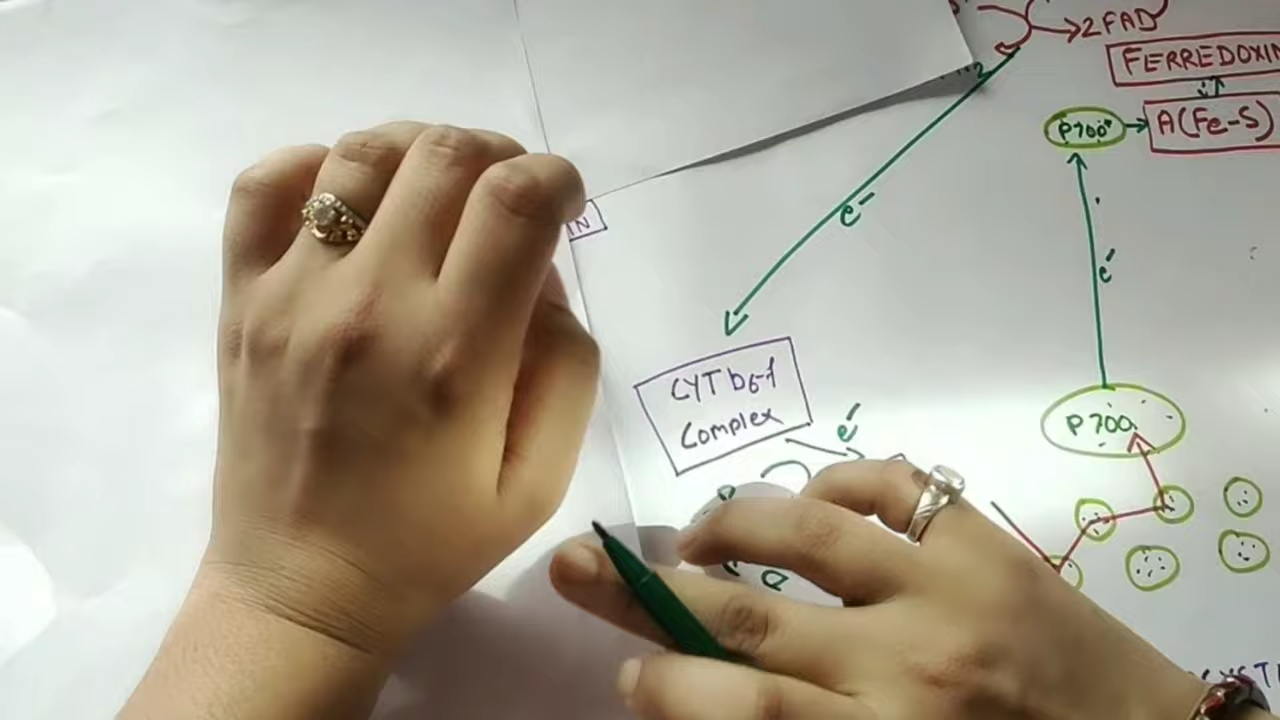 2FAD
FERREDOXIN
P700*
A(Fe-S)
IN
e-
e-
CYT b6-f
Complex
e-
P700